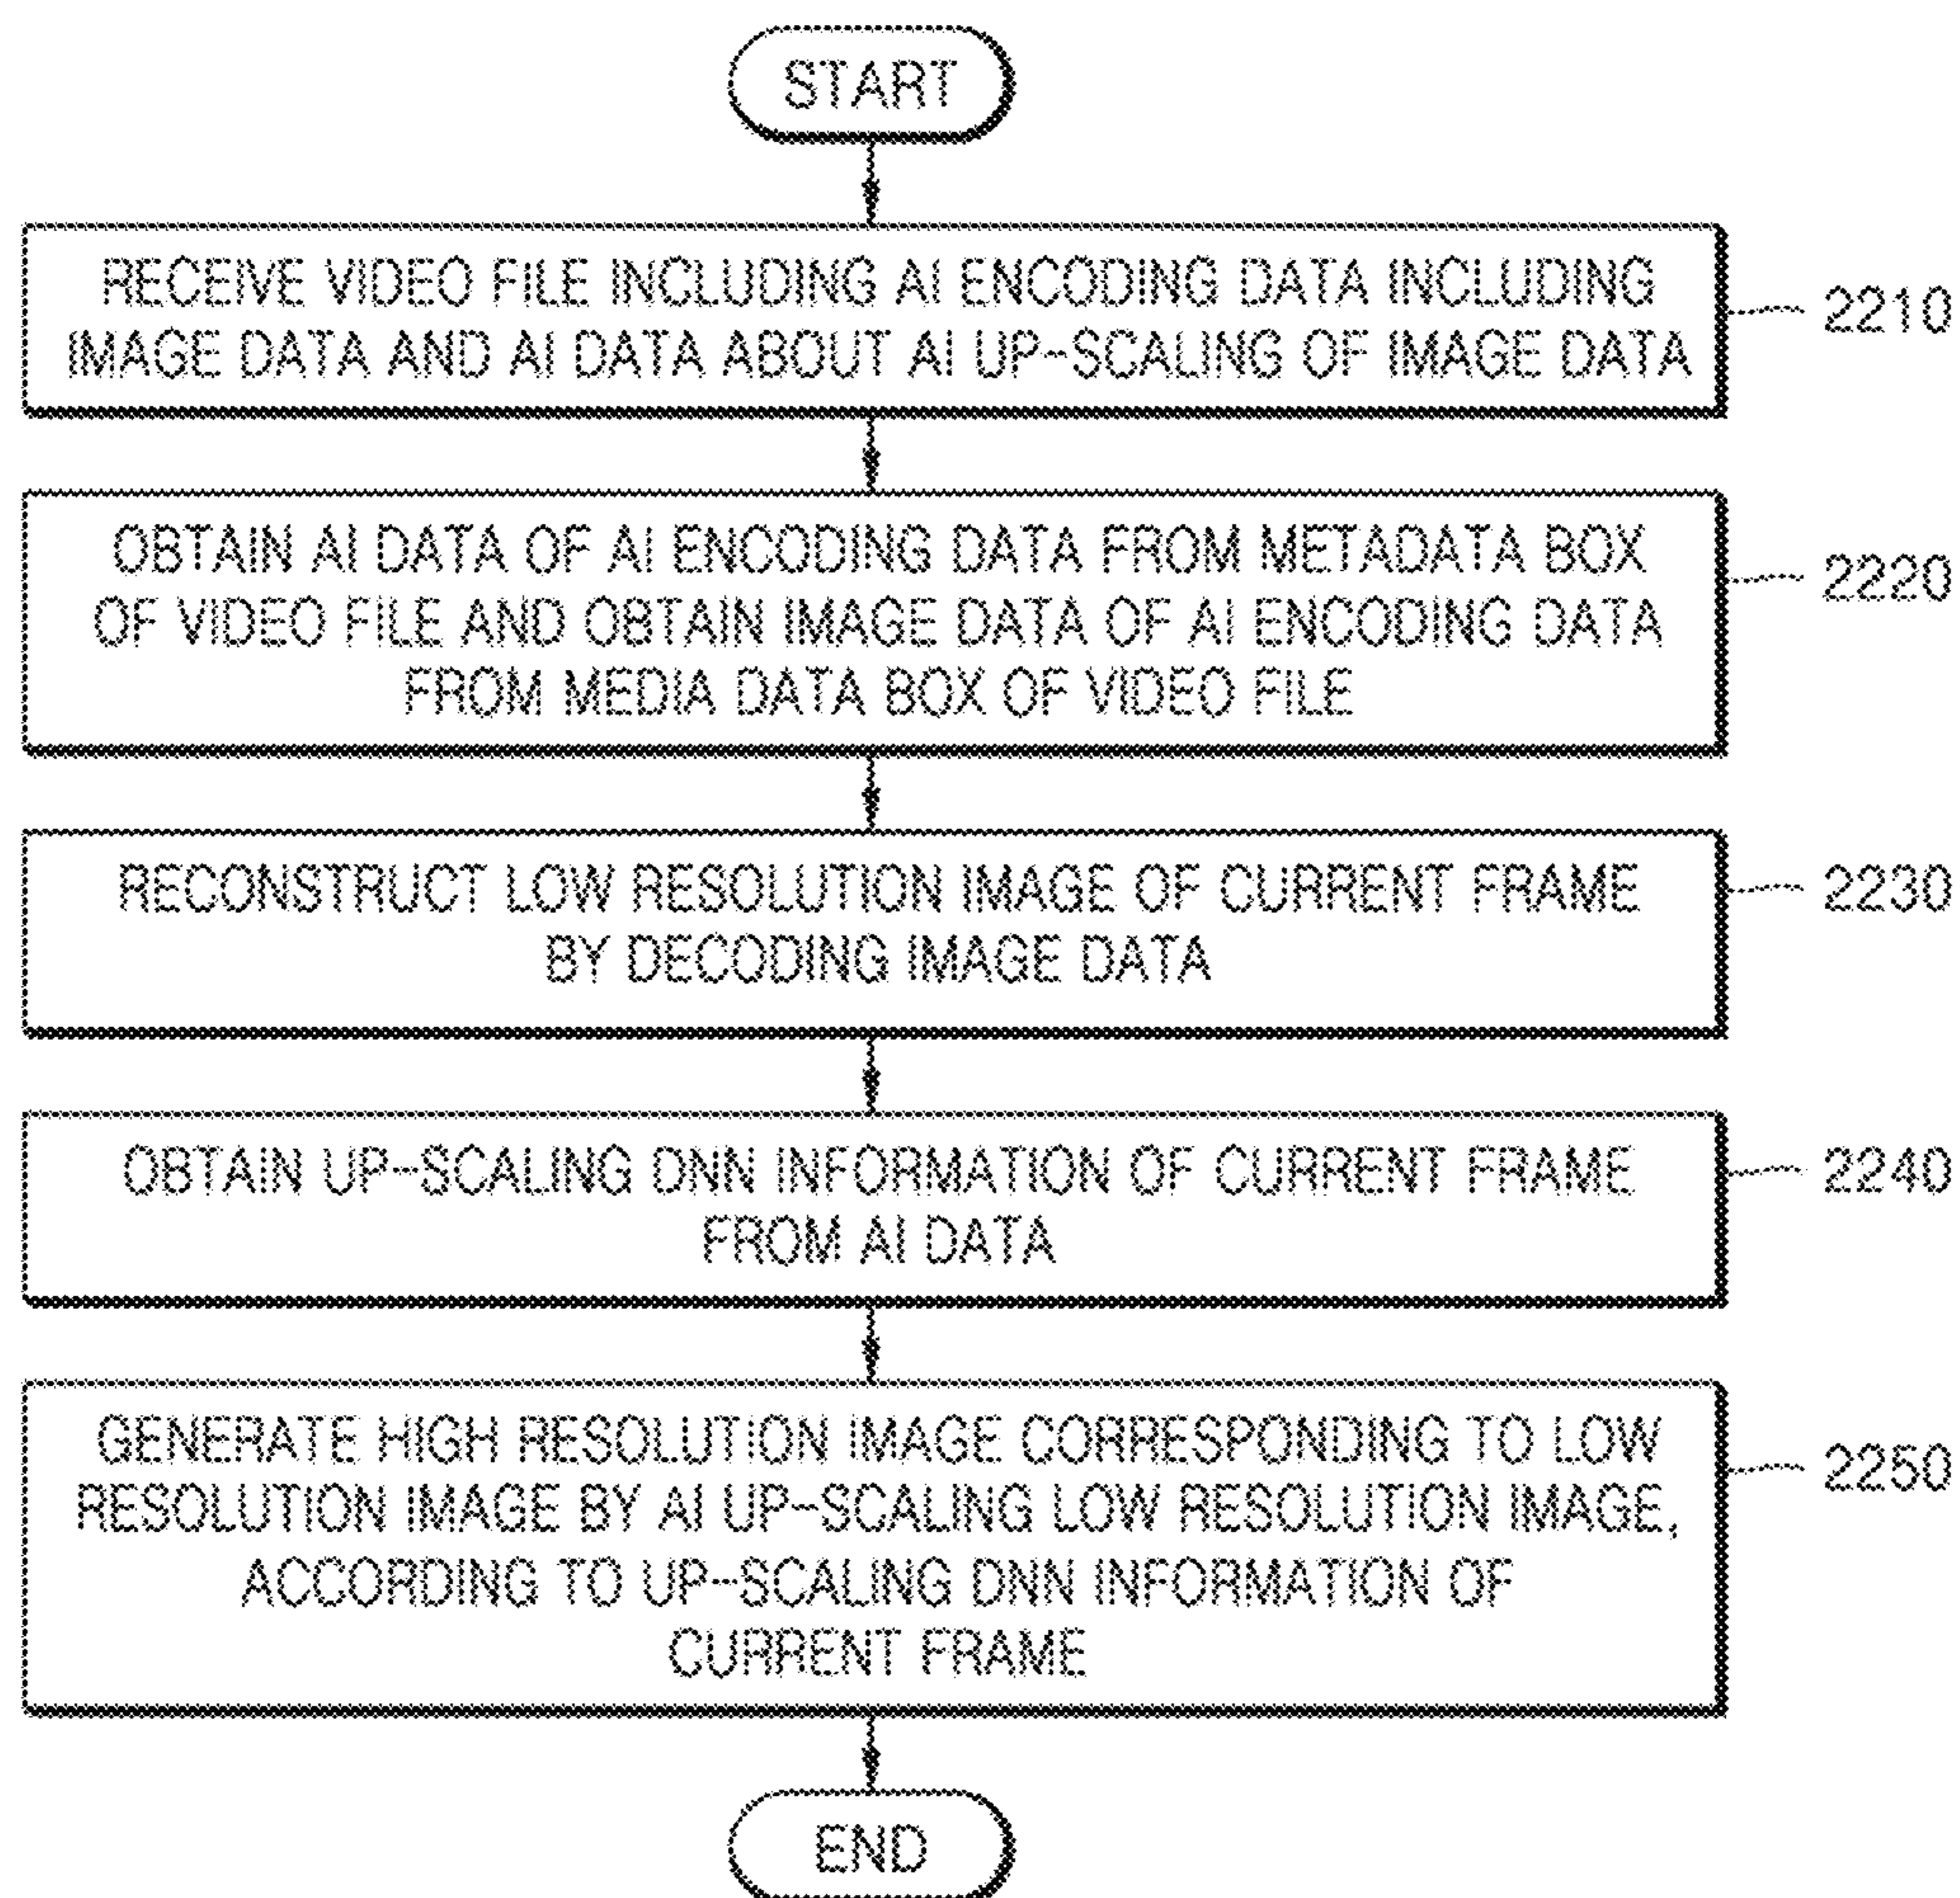 START
RECEIVE VIDEO FILE INCLUDING AI ENCODING DATA INCLUDING
IMAGE DATA AND AI DATA ABOUT AI UP-SCALING OF IMAGE DATA
2210
OBTAIN AI DATA OF AI ENCODING DATA FROM METADATA BOX
OF VIDEO FILE AND OBTAIN IMAGE DATA OF AI ENCODING DATA
FROM MEDIA DATA BOX OF VIDEO FILE
2220
RECONSTRUCT LOW RESOLUTION IMAGE OF CURRENT FRAME
BY DECODING IMAGE DATA
2230
OBTAIN UP-SCALING DNN INFORMATION OF CURRENT FRAME
FROM AI DATA
2240
GENERATE HIGH RESOLUTION IMAGE CORRESPONDING TO LOW
RESOLUTION IMAGE BY AI UP-SCALING LOW RESOLUTION IMAGE,
ACCORDING TO UP-SCALING DNN INFORMATION OF
CURRENT FRAME
2250
END